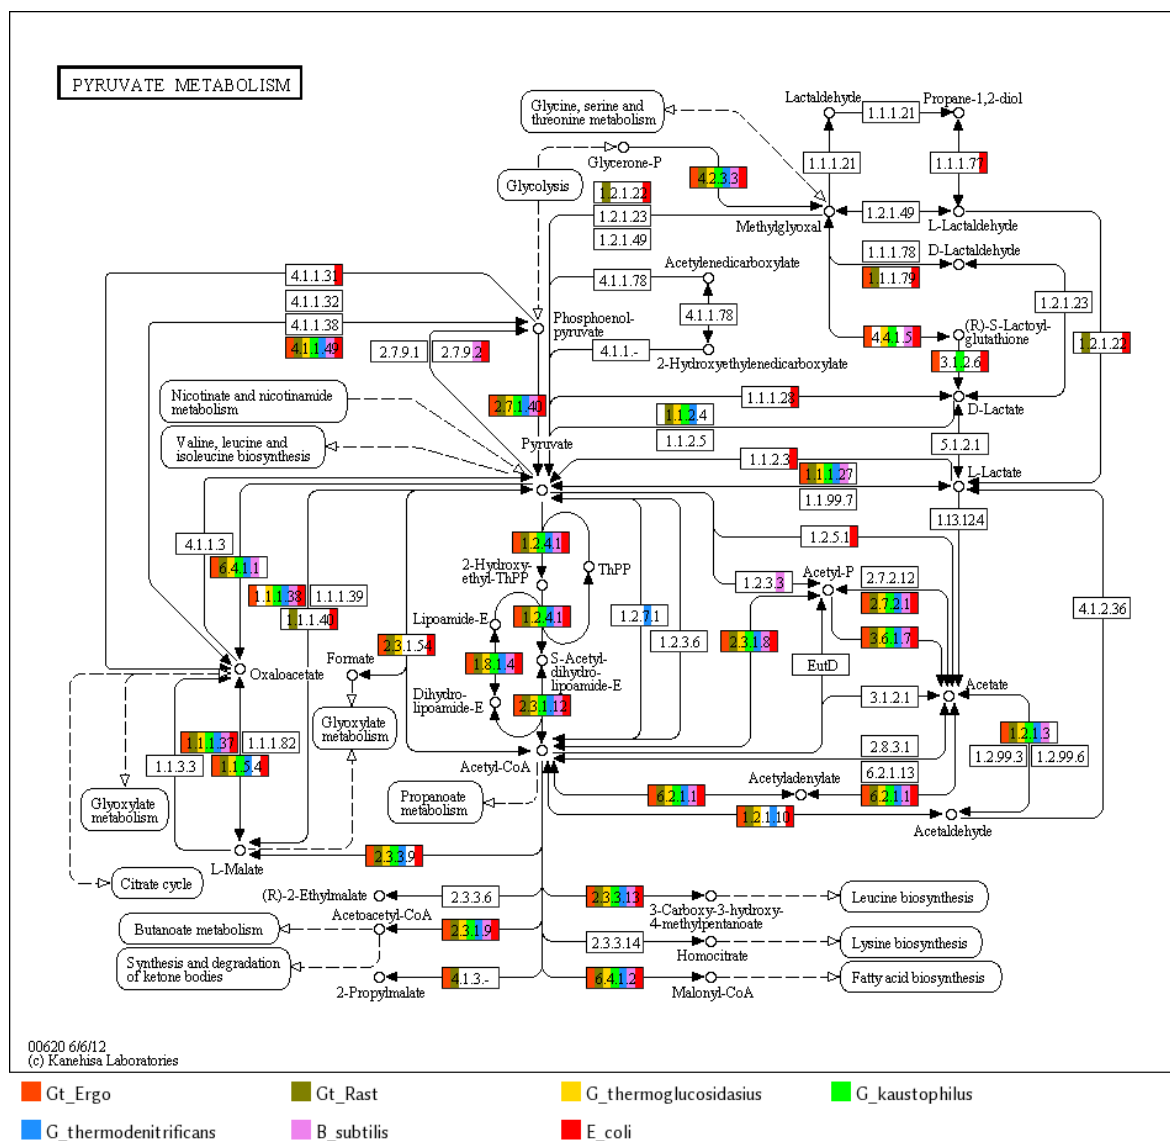 PYRUVATE METABOLISM
Glycine, serine and
threonine metabolism
Lactaldehyde
1.1.1.21
Propane-1,2-diol
Glycerone-P
Glycolysis
4.2.3.3
1.1.1.21
1.1.1.77
1.2.1.22
1.2.1.23
1.2.1.49
Methylglyoxal
1.2.1.49
L-Lactaldehyde
1.1.1.78
D-Lactaldehyde
1.1.1.79
4.1.1.31
4.1.1.32
4.1.1.38
4.1.1.49
Acetylenedicarboxylate
4.1.1.78
4.1.1.78
1.2.1.23
Phosphoenol-
pyruvate
2.7.9.1
2.7.9.2
4.1.1.-
2-Hydroxyethylenedicarboxylate
4.4.1.5
(R)-S-Lactoyl-
glutathione
3.1.2.6
1.2.1.22
Nicotinate and nicotinamide
metabolism
2.7.1.40
1.1.1.28
D-Lactate
1.1.2.4
1.1.2.5
Valine, leucine and
isoleucine biosynthesis
Pyruvate
5.1.2.1
1.1.2.3
1.1.1.27
1.1.99.7
L-Lactate
4.1.1.3
6.4.1.1
1.1.1.38
1.1.1.39
1.1.1.40
1.2.4.1
2-Hydroxy-
ethyl-ThPP
ThPP
1.13.12.4
1.2.5.1
1.2.3.3
Acetyl-P
2.7.2.12
2.7.2.1
Lipoamide-E
1.2.4.1
1.2.7.1
1.2.3.6
2.3.1.8
3.6.1.7
4.1.2.36
2.3.1.54
Formate
1.8.1.4
S-Acetyl-
dihydro-
lipoamide-E
EutD
Oxaloacetate
Dihydro-
lipoamide-E
2.3.1.12
3.1.2.1
Acetate
Glyoxylate
metabolism
1.1.1.37
1.1.1.82
1.1.3.3
1.1.5.4
Acetyl-CoA
2.8.3.1
6.2.1.13
1.2.1.3
1.2.99.3
1.2.99.6
Glyoxylate
metabolism
Propanoate
metabolism
6.2.1.1
Acetyladenylate
6.2.1.1
1.2.1.10
Acetaldehyde
L-Malate
2.3.3.9
Citrate cycle
(R)-2-Ethylmalate
2.3.3.6
2.3.3.13
3-Carboxy-3-hydroxy-
4-methylpentanoate
Leucine biosynthesis
Butanoate metabolism
Acetoacetyl-CoA
2.3.1.9
2.3.3.14
Homocitrate
Lysine biosynthesis
Synthesis and degradation
of ketone bodies
2-Propylmalate
4.1.3.-
6.4.1.2
Malonyl-CoA
Fatty acid biosynthesis
00620 6/6/12
(c) Kanehisa Laboratories
Gt_Ergo
Gt_Rast
G_thermoglucosidasius
G_kaustophilus
G_thermodenitrificans
B_subtilis
E_coli